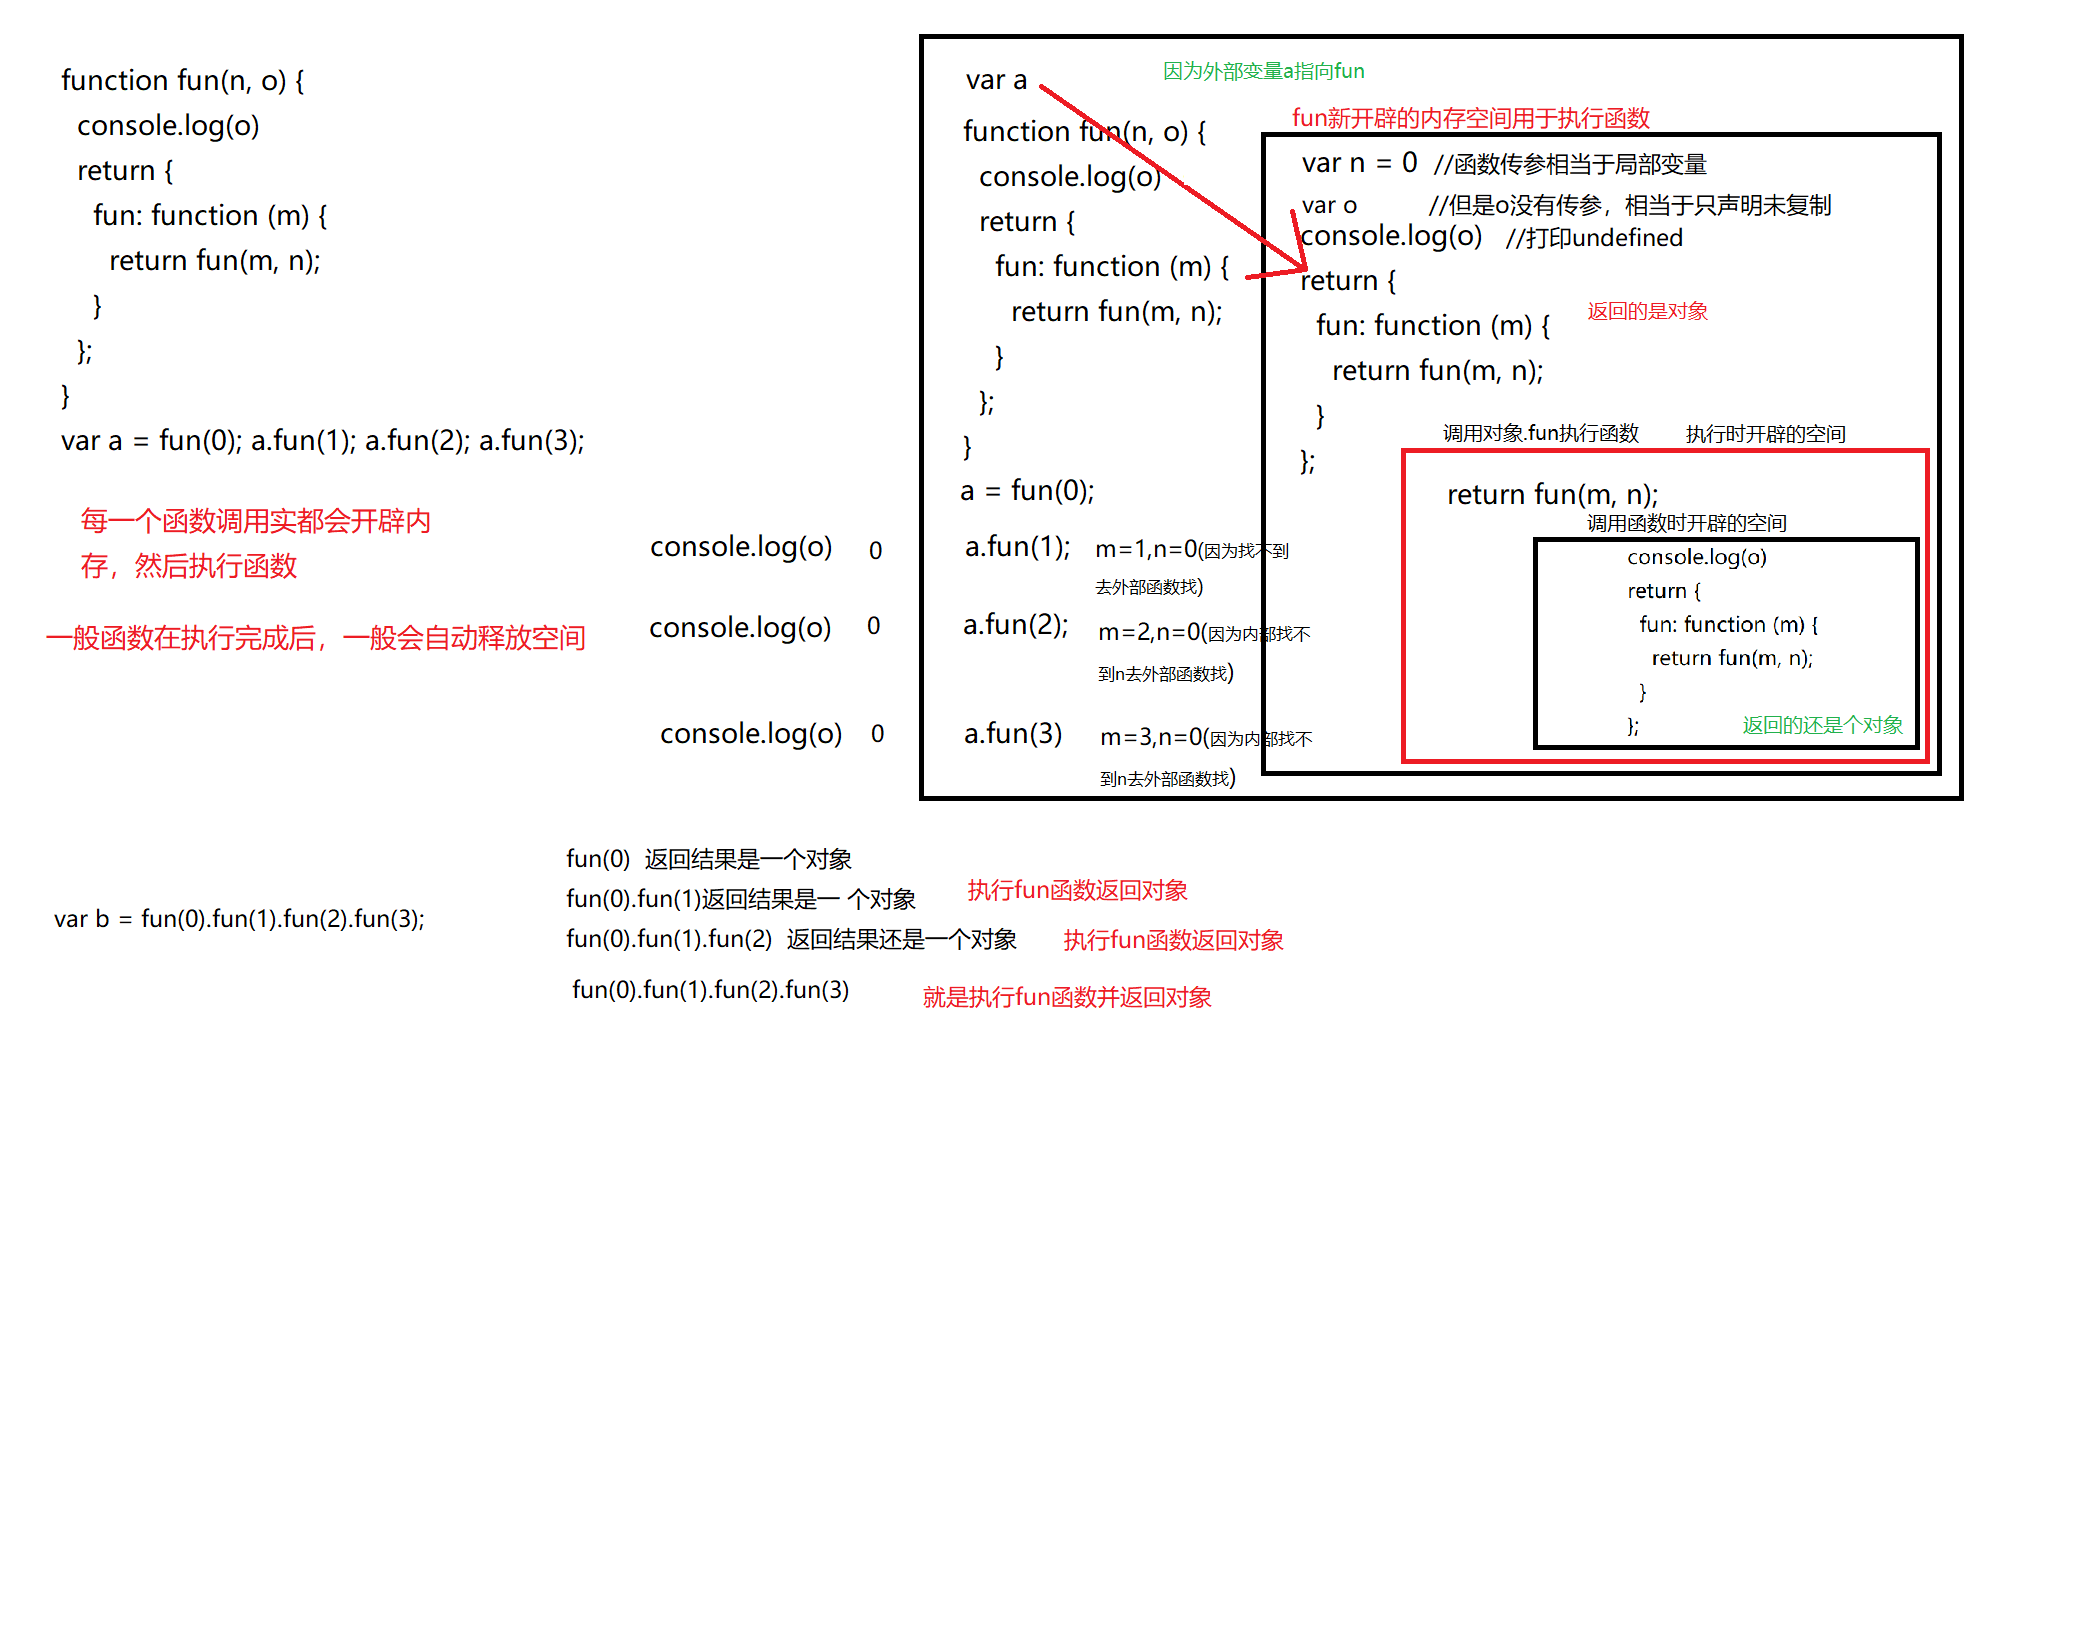 function fun(n, o) {
console.log(o)
return {
fun: function (m) {
return fun(m, n);
}
};
}
var a = fun(0); a.fun(1); a.fun(2); a.fun(3);
每一个函数调用实都会开辟内
存，然后执行函数
一般函数在执行完成后，一般会自动释放空间
console.log(o) 0
console.log(o) 0
console.log(o) 0
var a
因为外部变量a指向fun
function fun(n, o) {
console.log(o)
return {
fun: function (m) {
return fun(m, n);
}
};
}
a = fun(0);
a.fun(1); m=1,n=0(因为找不到
去外部函数找)
a.fun(2); m=2,n=0(因为内部找不
到n去外部函数找)
a.fun(3) m=3,n=0(因为内部找不
到n去外部函数找)
fun新开辟的内存空间用于执行函数
var n = 0 //函数传参相当于局部变量
var o //但是o没有传参，相当于只声明未复制
console.log(o) //打印undefined
return {
返回的是对象
fun: function (m) {
return fun(m, n);
}
};
调用对象.fun执行函数 执行时开辟的空间
return fun(m, n);
调用函数时开辟的空间
console.log(o)
return {
fun: function (m) {
return fun(m, n);
}
};
返回的还是个对象
var b = fun(0).fun(1).fun(2).fun(3);
fun(0) 返回结果是一个对象
fun(0).fun(1)返回结果是一 个对象 执行fun函数返回对象
fun(0).fun(1).fun(2) 返回结果还是一个对象 执行fun函数返回对象
fun(0).fun(1).fun(2).fun(3) 就是执行fun函数并返回对象